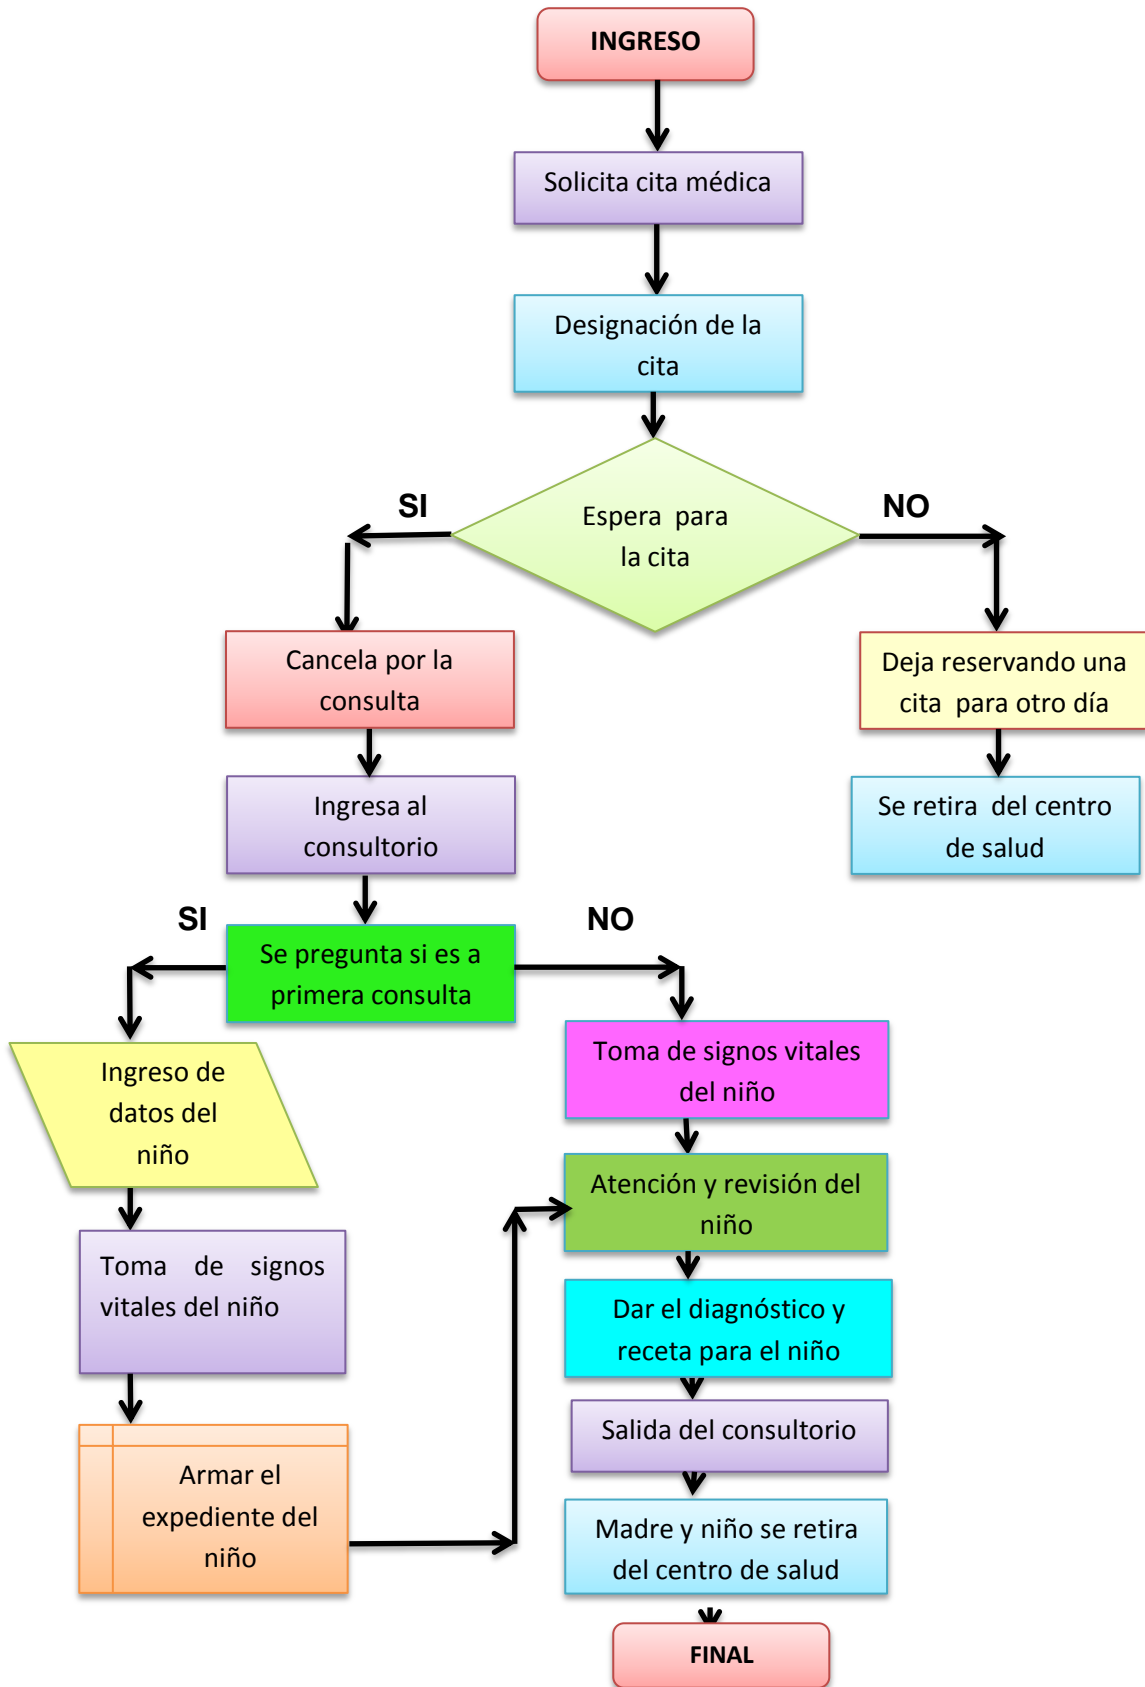 INGRESO
Solicita cita médica
Designación de la
cita
SI
NO
Espera para
la cita
Cancela por la
consulta
Deja reservando una
cita para otro día
Ingresa al
consultorio
Se retira del centro
de salud
SI
NO
Se pregunta si es a
primera consulta
Ingreso de
datos del
niño
Toma de signos vitales
del niño
Atención y revisión del
niño
Toma de signos
vitales del niño
Dar el diagnóstico y
receta para el niño
Salida del consultorio
Armar el
expediente del
niño
Madre y niño se retira
del centro de salud
FINAL